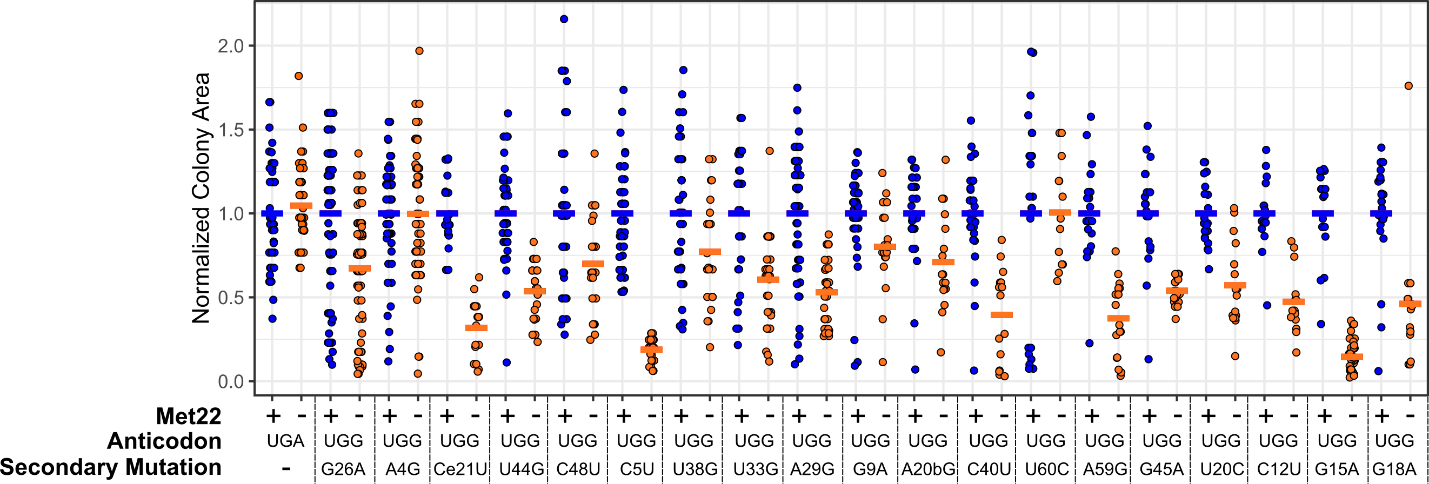 Normalized Colony Area
2.0
1.5
1.0
0.5
0.0
Met22 + - + - + - + - + - + - + - + - + - + - + - + - + - + - + - + - + - + - + - + -
Anticodon UGA UGG UGG UGG UGG UGG UGG UGG UGG UGG UGG UGG UGG UGG UGG UGG UGG UGG UGG UGG
Secondary Mutation - G26A A4G Ce21U U44G C48U C5U U38G U33G A29G G9A A20bG C40U U60C A59G G45A U20C C12U G15A G18A